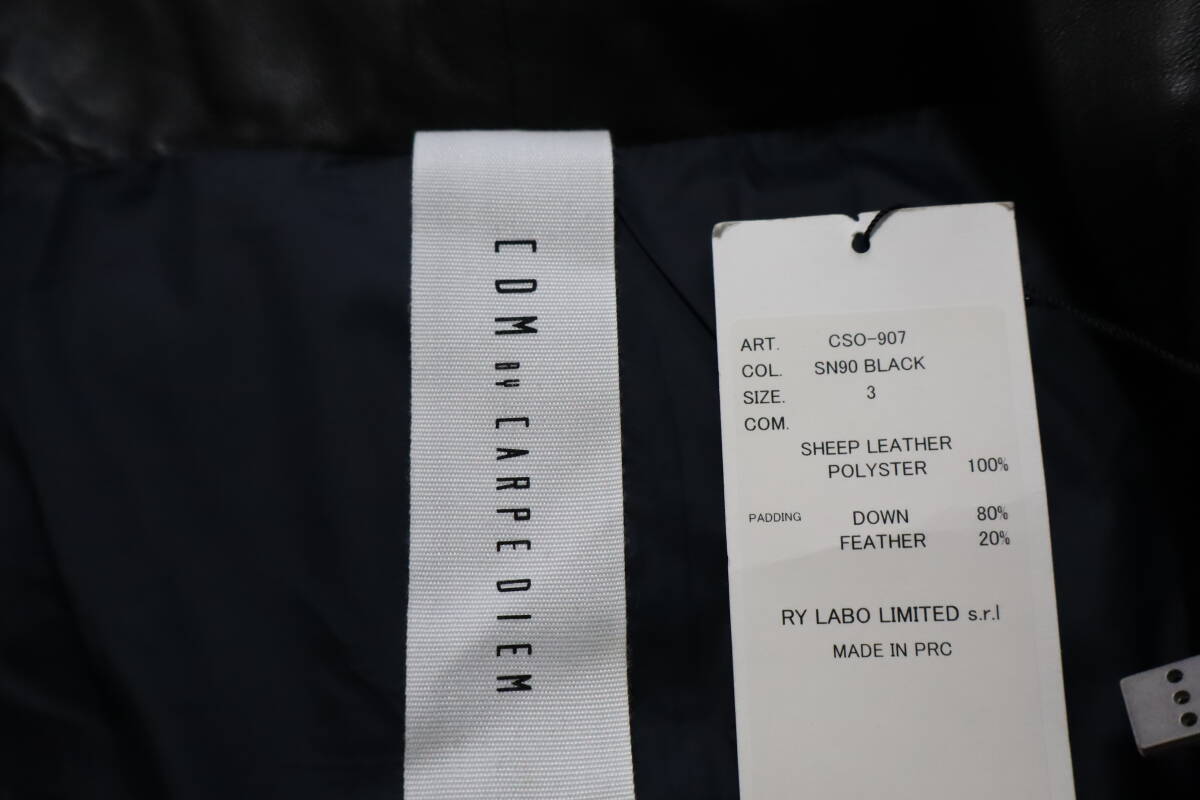 CDM BY CARPE DIEM
ART. CSO-907
COL. SN90 BLACK
SIZE. 3
COM.
SHEEP LEATHER
POLYSTER 100%
PADDING DOWN 80%
FEATHER 20%
RY LABO LIMITED s.r.l
MADE IN PRC